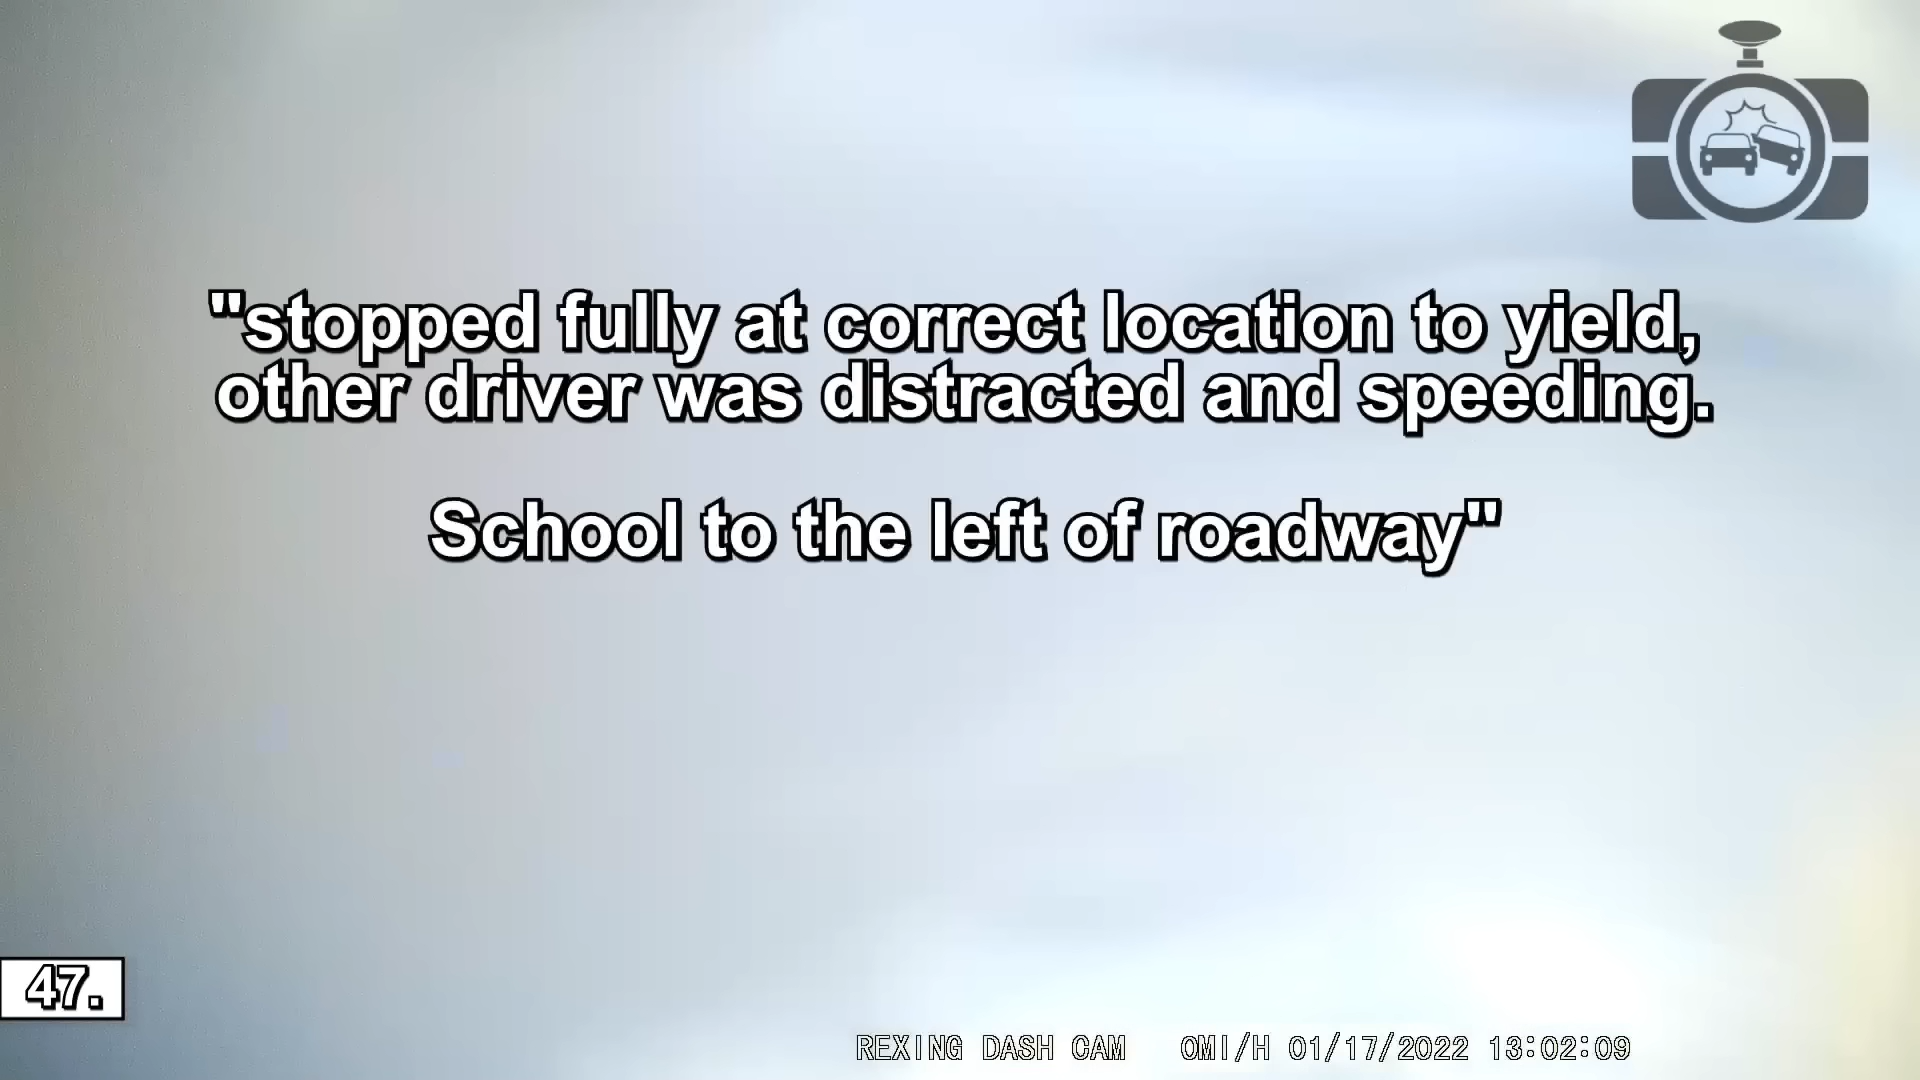 "stopped fully at correct location to yield,
other driver was distracted and speeding.
School to the left of roadway"
47.
REXING DASH CAM 0MI/H 01/17/2022 13:02:09